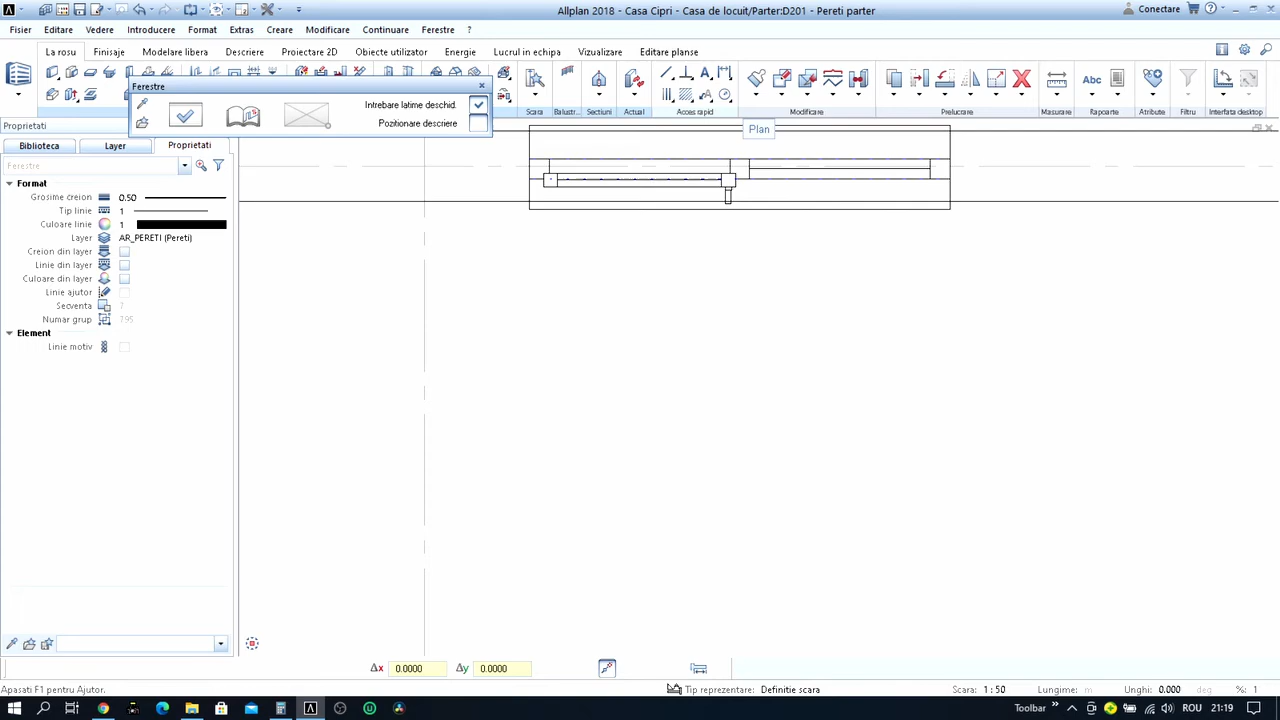 Allplan 2018 - Casa Cipri - Casa de locuit/Parter:D201 - Pereti parter
Conectare
Fisier Editare Vedere Introducere Format Extras Creare Modificare Continuare Ferestre ?
La rosu Finisaje Modelare libera Descriere Proiectare 2D Obiecte utilizator Energie Lucrul in echipa Vizualizare Editare planse
Ferestre
Intrebare latime deschid.
Pozitionare descriere
Abc
Scara Balustr... Sectiuni Actual Acces rapid Modificare Prelucare Masurare Rapoarte Atribute Filtru Interfata desktop
Proprietati
Plan
Biblioteca Layer Proprietati
Ferestre
Format
Grosime creion 0.50
Tip linie 1
Culoare linie 1
Layer AR_PERETI (Pereti)
Creion din layer
Linie din layer
Culoare din layer
Linie ajutor
Secventa 7
Numar grup 795
Element
Linie motiv
Δx 0.0000 Δy 0.0000
Apasati F1 pentru Ajutor. Tip reprezentare: Definitie scara Scara: 1 : 50 Lungime: m Unghi: 0.000 deg %: 1
Toolbar ROU 21:19